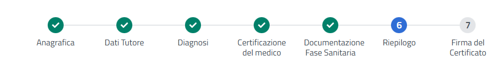 6
7
Anagrafica
Dati Tutore
Diagnosi
Certificazione
del medico
Documentazione
Fase Sanitaria
Riepilogo
Firma del
Certificato